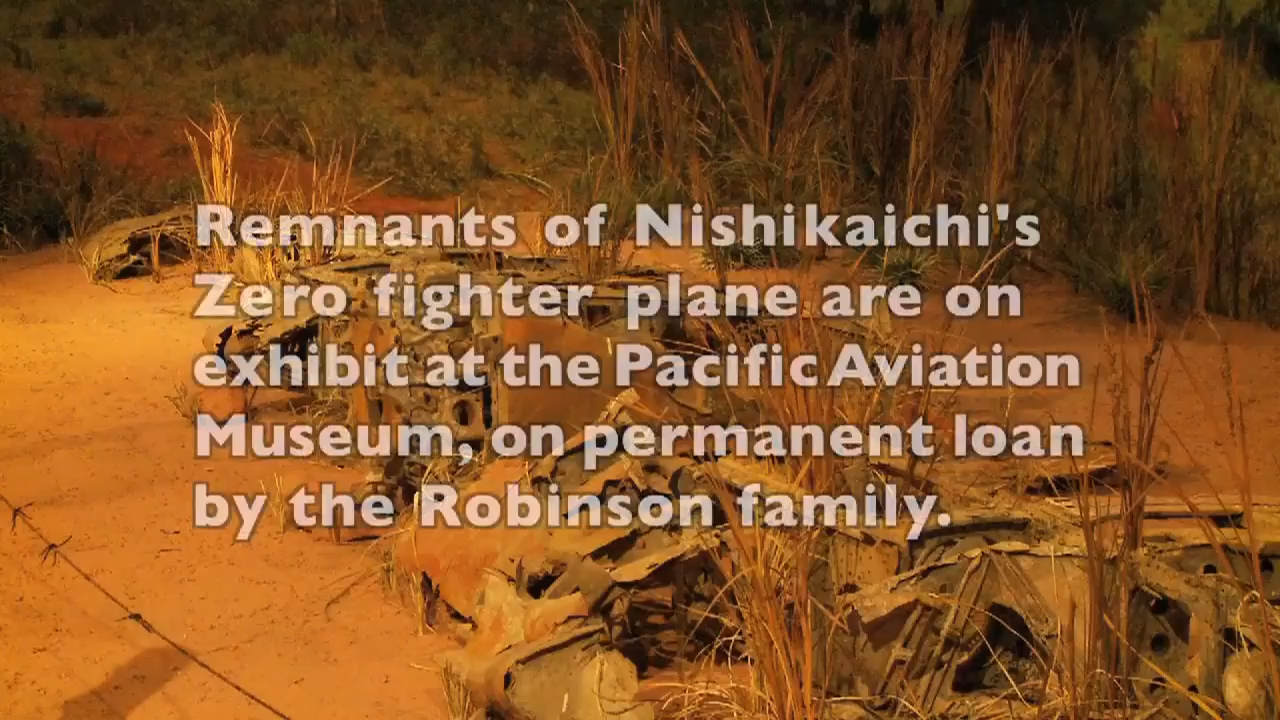 Remnants of Nishikaichi's
Zero fighter plane are on
exhibit at the Pacific Aviation
Museum, on permanent loan
by the Robinson family.